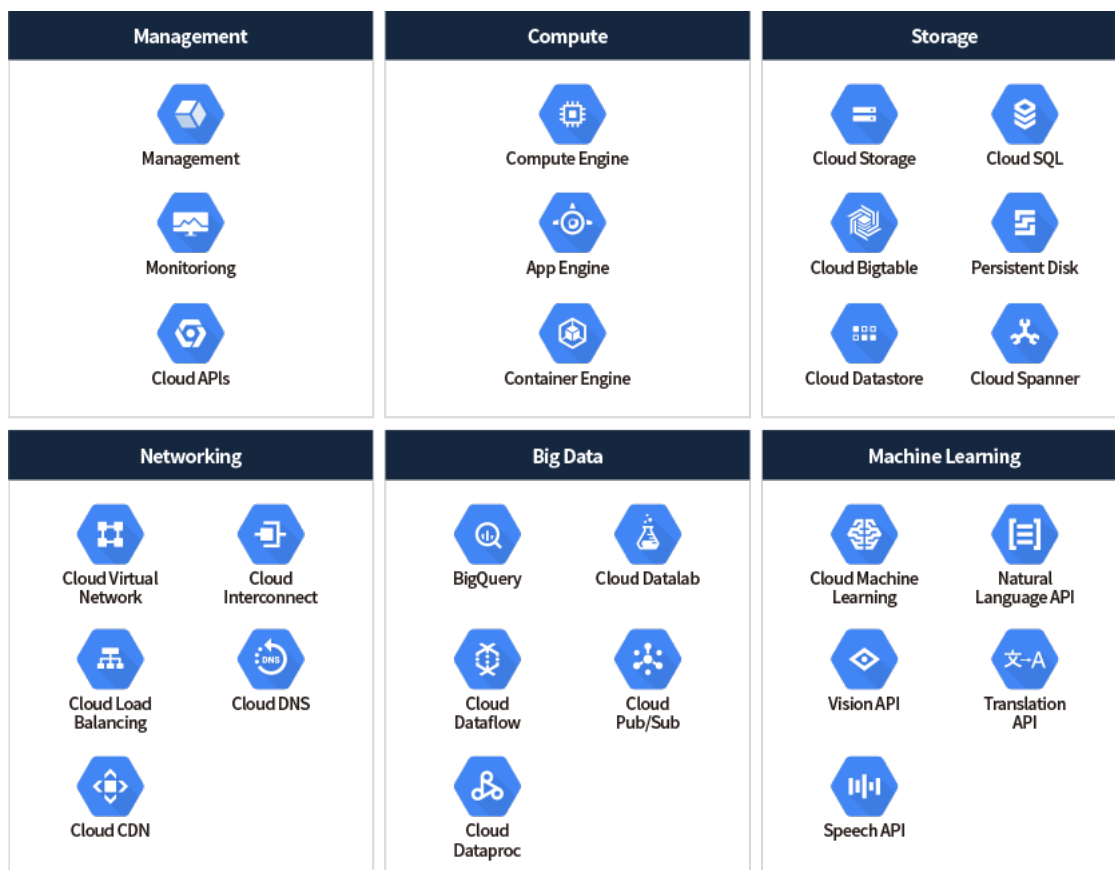 Management
Management
Monitoriong
Cloud APIs
Compute
Compute Engine
App Engine
Container Engine
Storage
Cloud Storage
Cloud SQL
Cloud Bigtable
Persistent Disk
Cloud Datastore
Cloud Spanner
Networking
Cloud Virtual
Network
Cloud
Interconnect
Cloud Load
Balancing
DNS
Cloud DNS
Cloud CDN
Big Data
BigQuery
Cloud Datalab
Cloud
Dataflow
Cloud
Pub/Sub
Cloud
Dataproc
Machine Learning
Cloud Machine
Learning
Natural
Language API
Vision API
文→A
Translation
API
Speech API